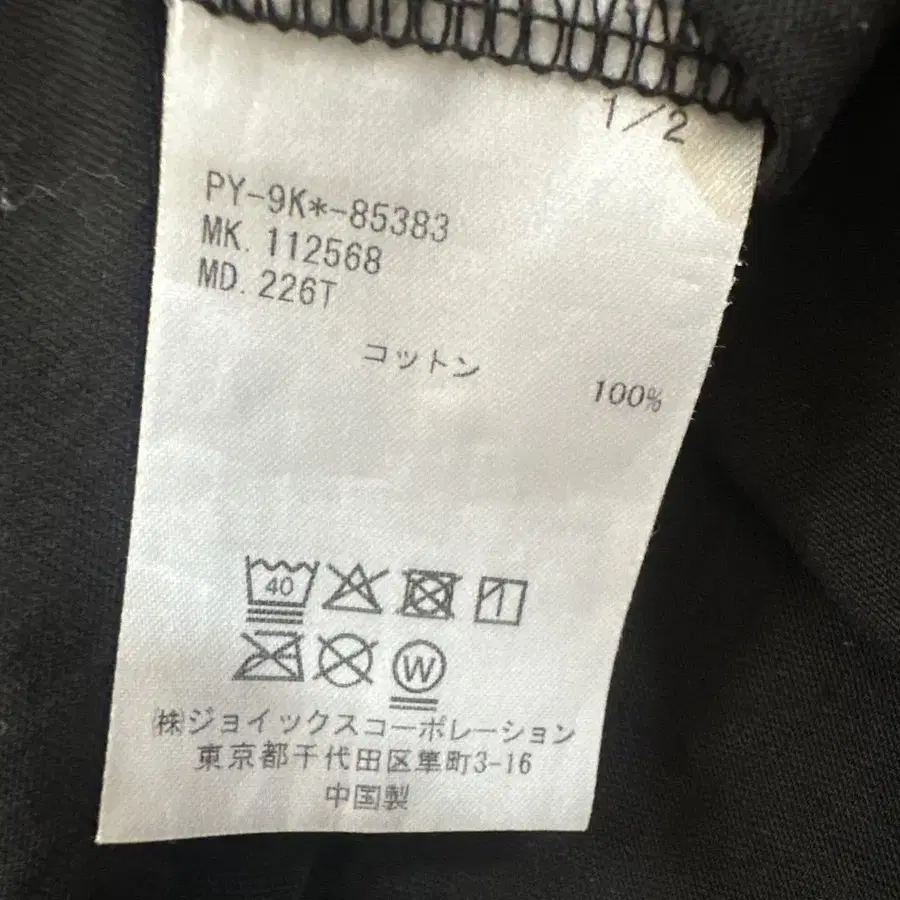 1/2
PY-9K*-85383
MK. 112568
MD. 226T
コットン 100%
40
W
㈱ジョイックスコーポレーション
東京都千代田区隼町3-16
中国製